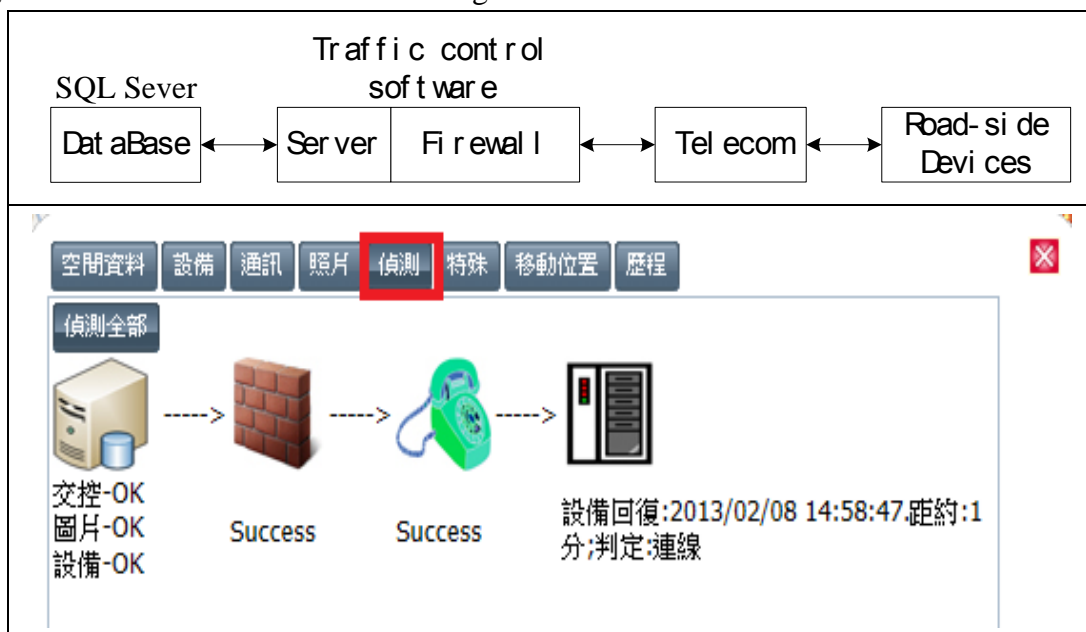 Traffic control
software
SQL Sever
DataBase
Server
Firewall
Telecom
Road-side
Devices
空間資料 設備 通訊 照片 偵測 特殊 移動位置 歷程
偵測全部
-----> ----> ---->
交控-OK
圖片-OK
設備-OK
Success
Success
設備回復:2013/02/08 14:58:47.距約:1
分;判定:連線